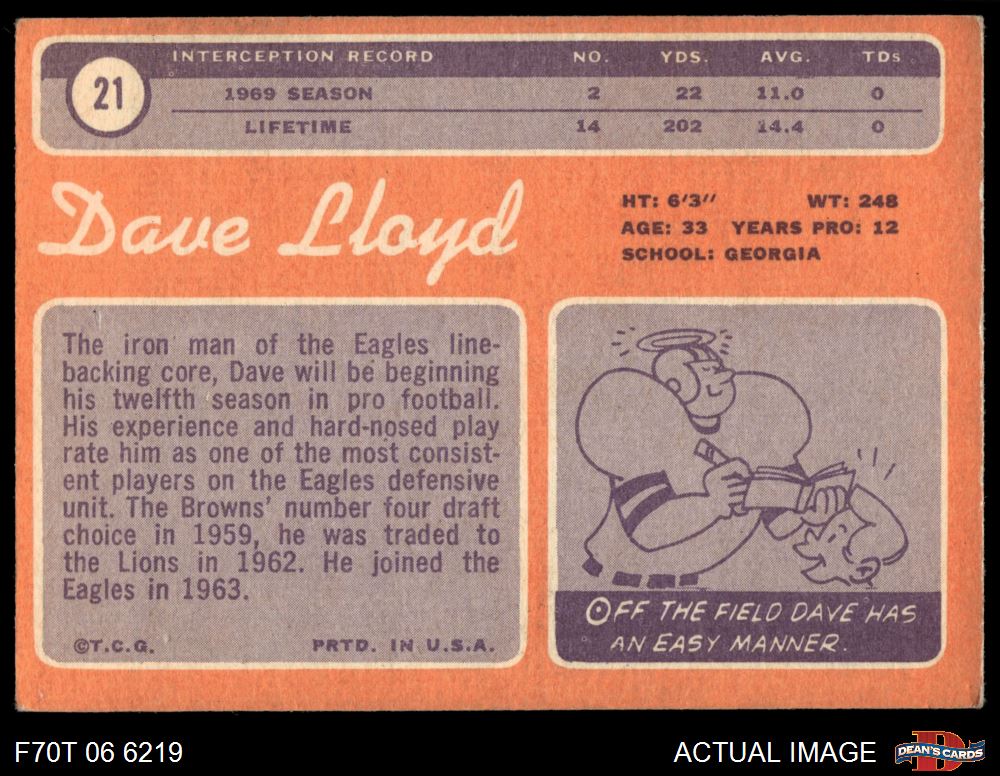 21
INTERCEPTION RECORD NO. YDS. AVG. TDs
1969 SEASON 2 22 11.0 0
LIFETIME 14 202 14.4 0
Dave Lloyd
HT: 6'3" WT: 248
AGE: 33 YEARS PRO: 12
SCHOOL: GEORGIA
The iron man of the Eagles line-
backing core, Dave will be beginning
his twelfth season in pro football.
His experience and hard-nosed play
rate him as one of the most consist-
ent players on the Eagles defensive
unit. The Browns' number four draft
choice in 1959, he was traded to
the Lions in 1962. He joined the
Eagles in 1963.
©T.C.G. PRTD. IN U.S.A.
OFF THE FIELD DAVE HAS
AN EASY MANNER.
F70T 06 6219
ACTUAL IMAGE
D
DEAN'S CARDS